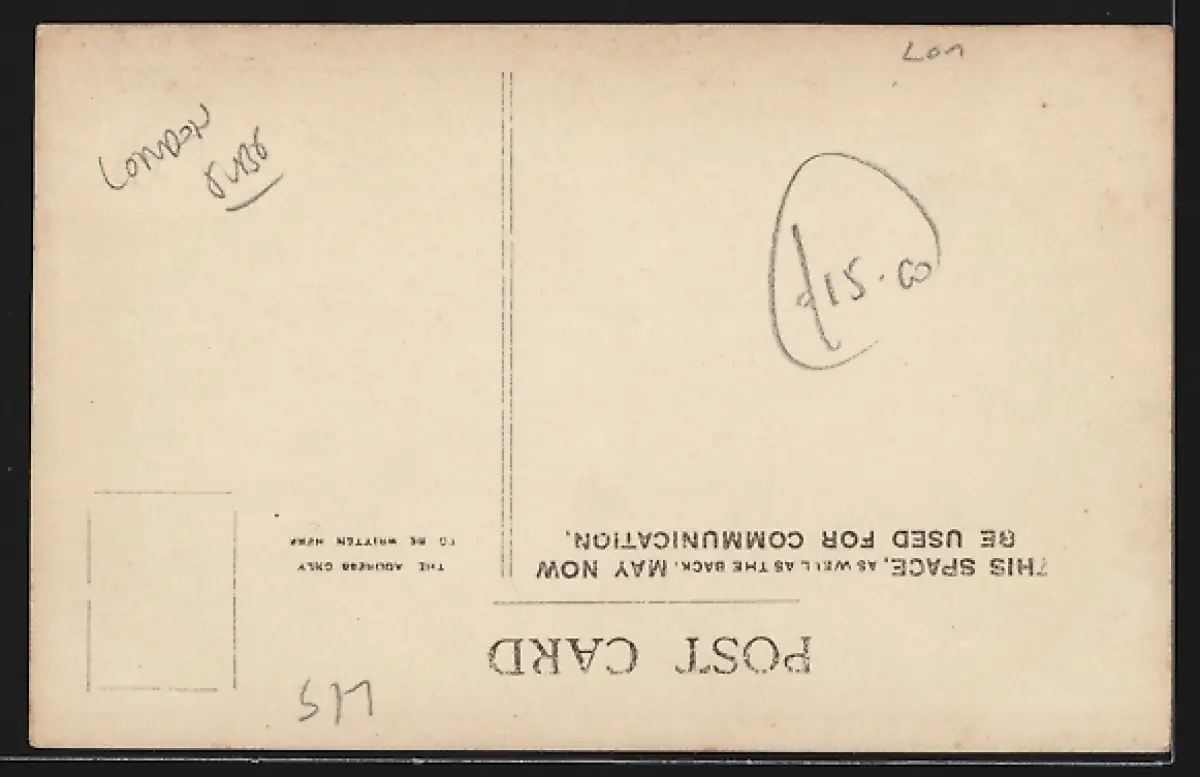 Lon
LONDON
TUBE
£15.00
POST CARD
THIS SPACE, AS WELL AS THE BACK, MAY NOW
BE USED FOR COMMUNICATION.
THE ADDRESS ONLY
TO BE WRITTEN HERE